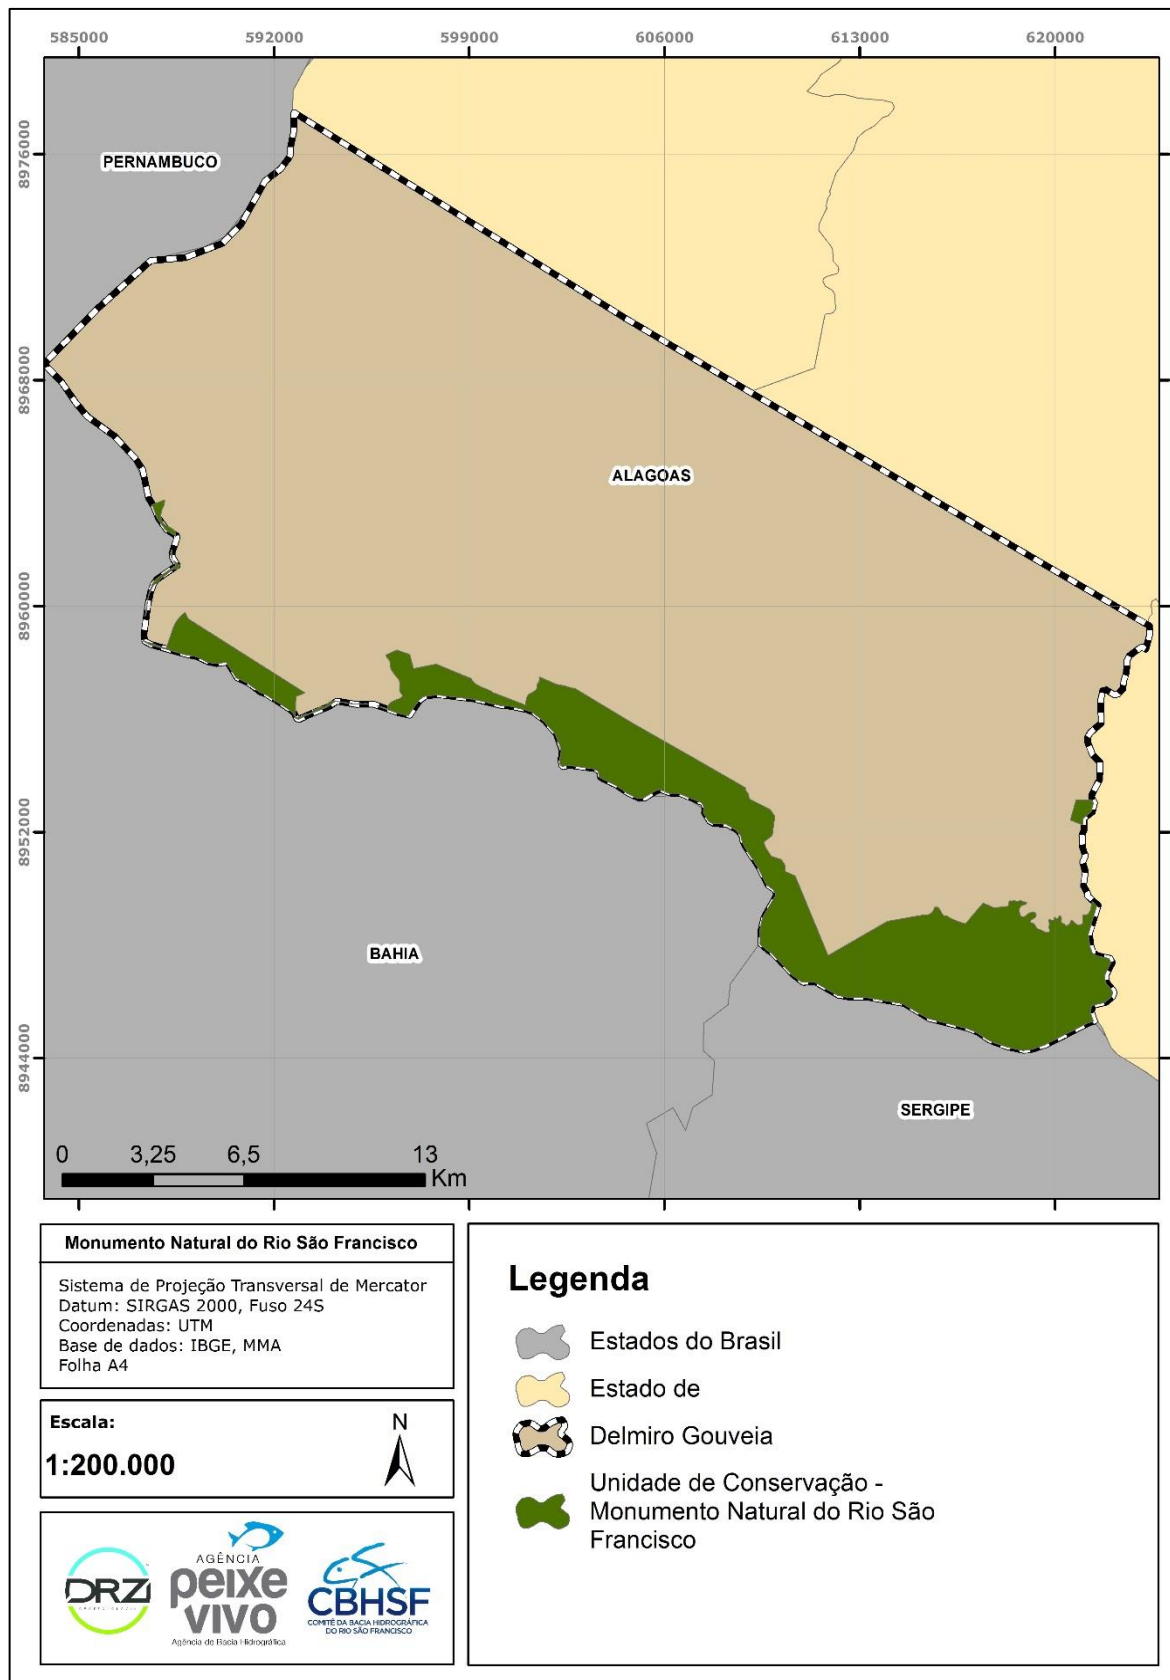 585000 592000 599000 606000 613000 620000
8976000
8968000
8960000
8952000
8944000
PERNAMBUCO
ALAGOAS
BAHIA
SERGIPE
0 3,25 6,5 13
Km
Monumento Natural do Rio São Francisco
Sistema de Projeção Transversal de Mercator
Datum: SIRGAS 2000, Fuso 24S
Coordenadas: UTM
Base de dados: IBGE, MMA
Folha A4
Escala:
1:200.000
N
DRZ
AGÊNCIA
peixe
vivo
Agência de Bacia Hidrográfica
CBHSF
COMITÊ DA BACIA HIDROGRÁFICA
DO RIO SÃO FRANCISCO
Legenda
Estados do Brasil
Estado de
Delmiro Gouveia
Unidade de Conservação -
Monumento Natural do Rio São
Francisco